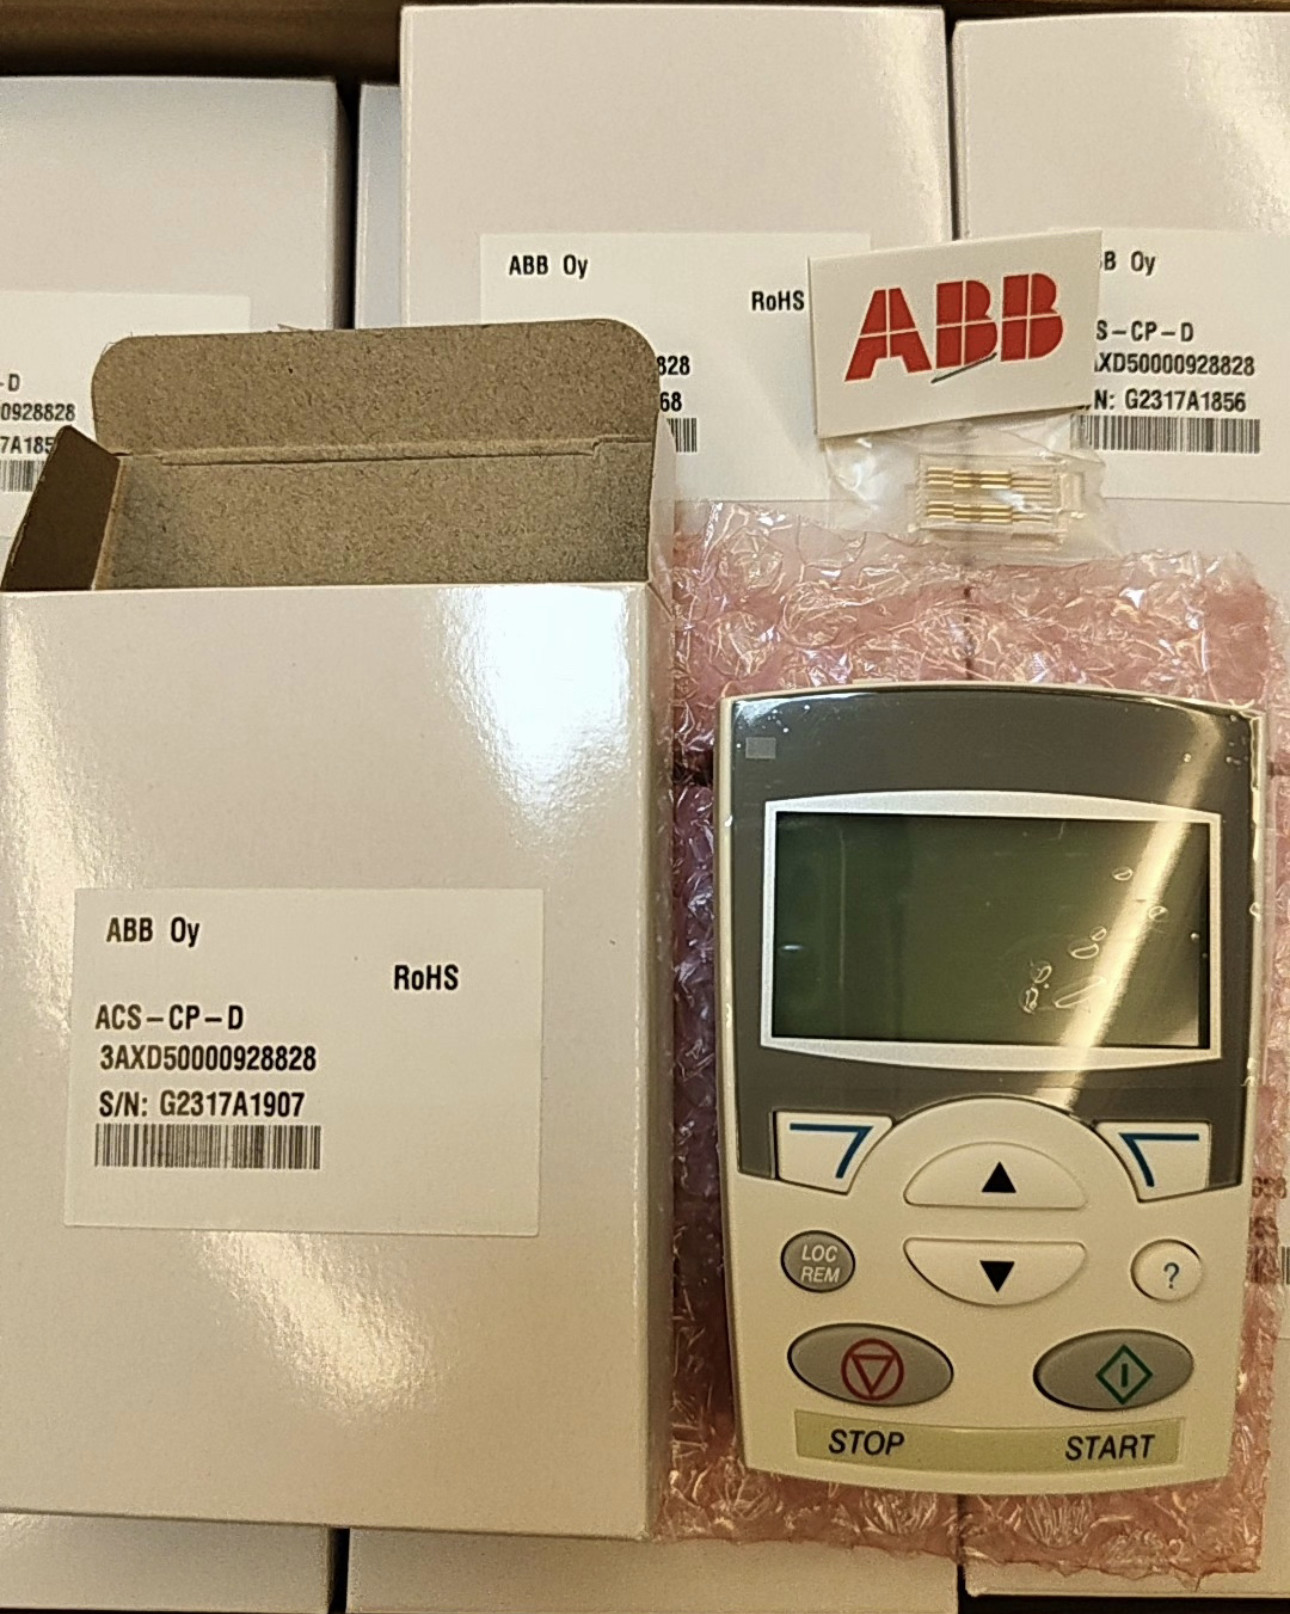 ABB Oy
RoHS
828
68
ABB
Oy
CP-D
AXD50000928828
N: G2317A1856
-D
0928828
7A185
ABB Oy
RoHS
ACS-CP-D
3AXD50000928828
S/N: G2317A1907
LOC
REM
?
STOP
START